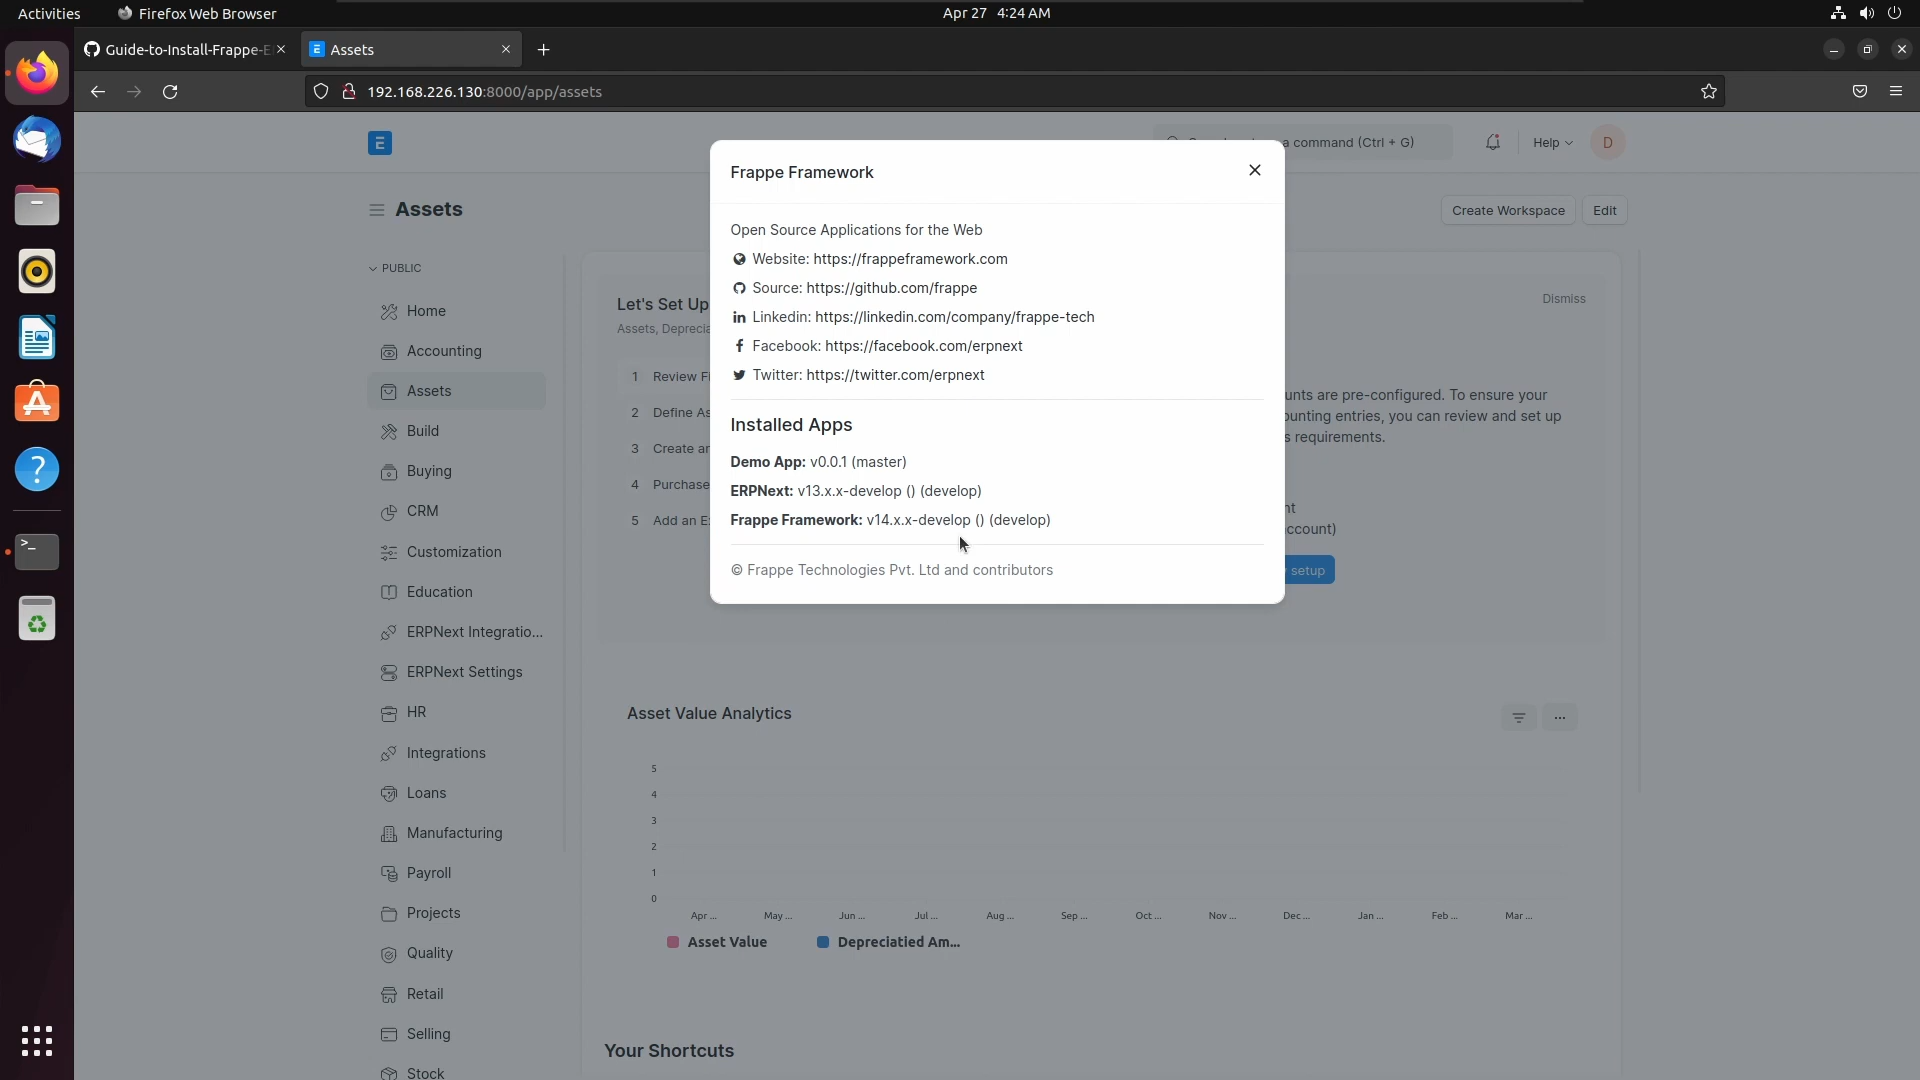 Activities
Firefox Web Browser
Apr 27 4:24 AM
Guide-to-Install-Frappe-E
Assets
192.168.226.130:8000/app/assets
a command (Ctrl + G)
Help
D
Assets
Create Workspace
Edit
PUBLIC
Home
Accounting
Assets
Build
Buying
CRM
Customization
Education
ERPNext Integratio...
ERPNext Settings
HR
Integrations
Loans
Manufacturing
Payroll
Projects
Quality
Retail
Selling
Stock
Let's Set Up
Assets, Deprecia
Dismiss
1 Review Fi
2 Define As
3 Create an
4 Purchase
5 Add an E
unts are pre-configured. To ensure your
ounting entries, you can review and set up
s requirements.
nt
ccount)
setup
Frappe Framework
Open Source Applications for the Web
Website: https://frappeframework.com
Source: https://github.com/frappe
Linkedin: https://linkedin.com/company/frappe-tech
Facebook: https://facebook.com/erpnext
Twitter: https://twitter.com/erpnext
Installed Apps
Demo App: v0.0.1 (master)
ERPNext: v13.x.x-develop () (develop)
Frappe Framework: v14.x.x-develop () (develop)
© Frappe Technologies Pvt. Ltd and contributors
Asset Value Analytics
5
4
3
2
1
0
Apr ... May ... Jun ... Jul ... Aug ... Sep ... Oct ... Nov ... Dec ... Jan ... Feb ... Mar ...
Asset Value
Depreciatied Am...
Your Shortcuts